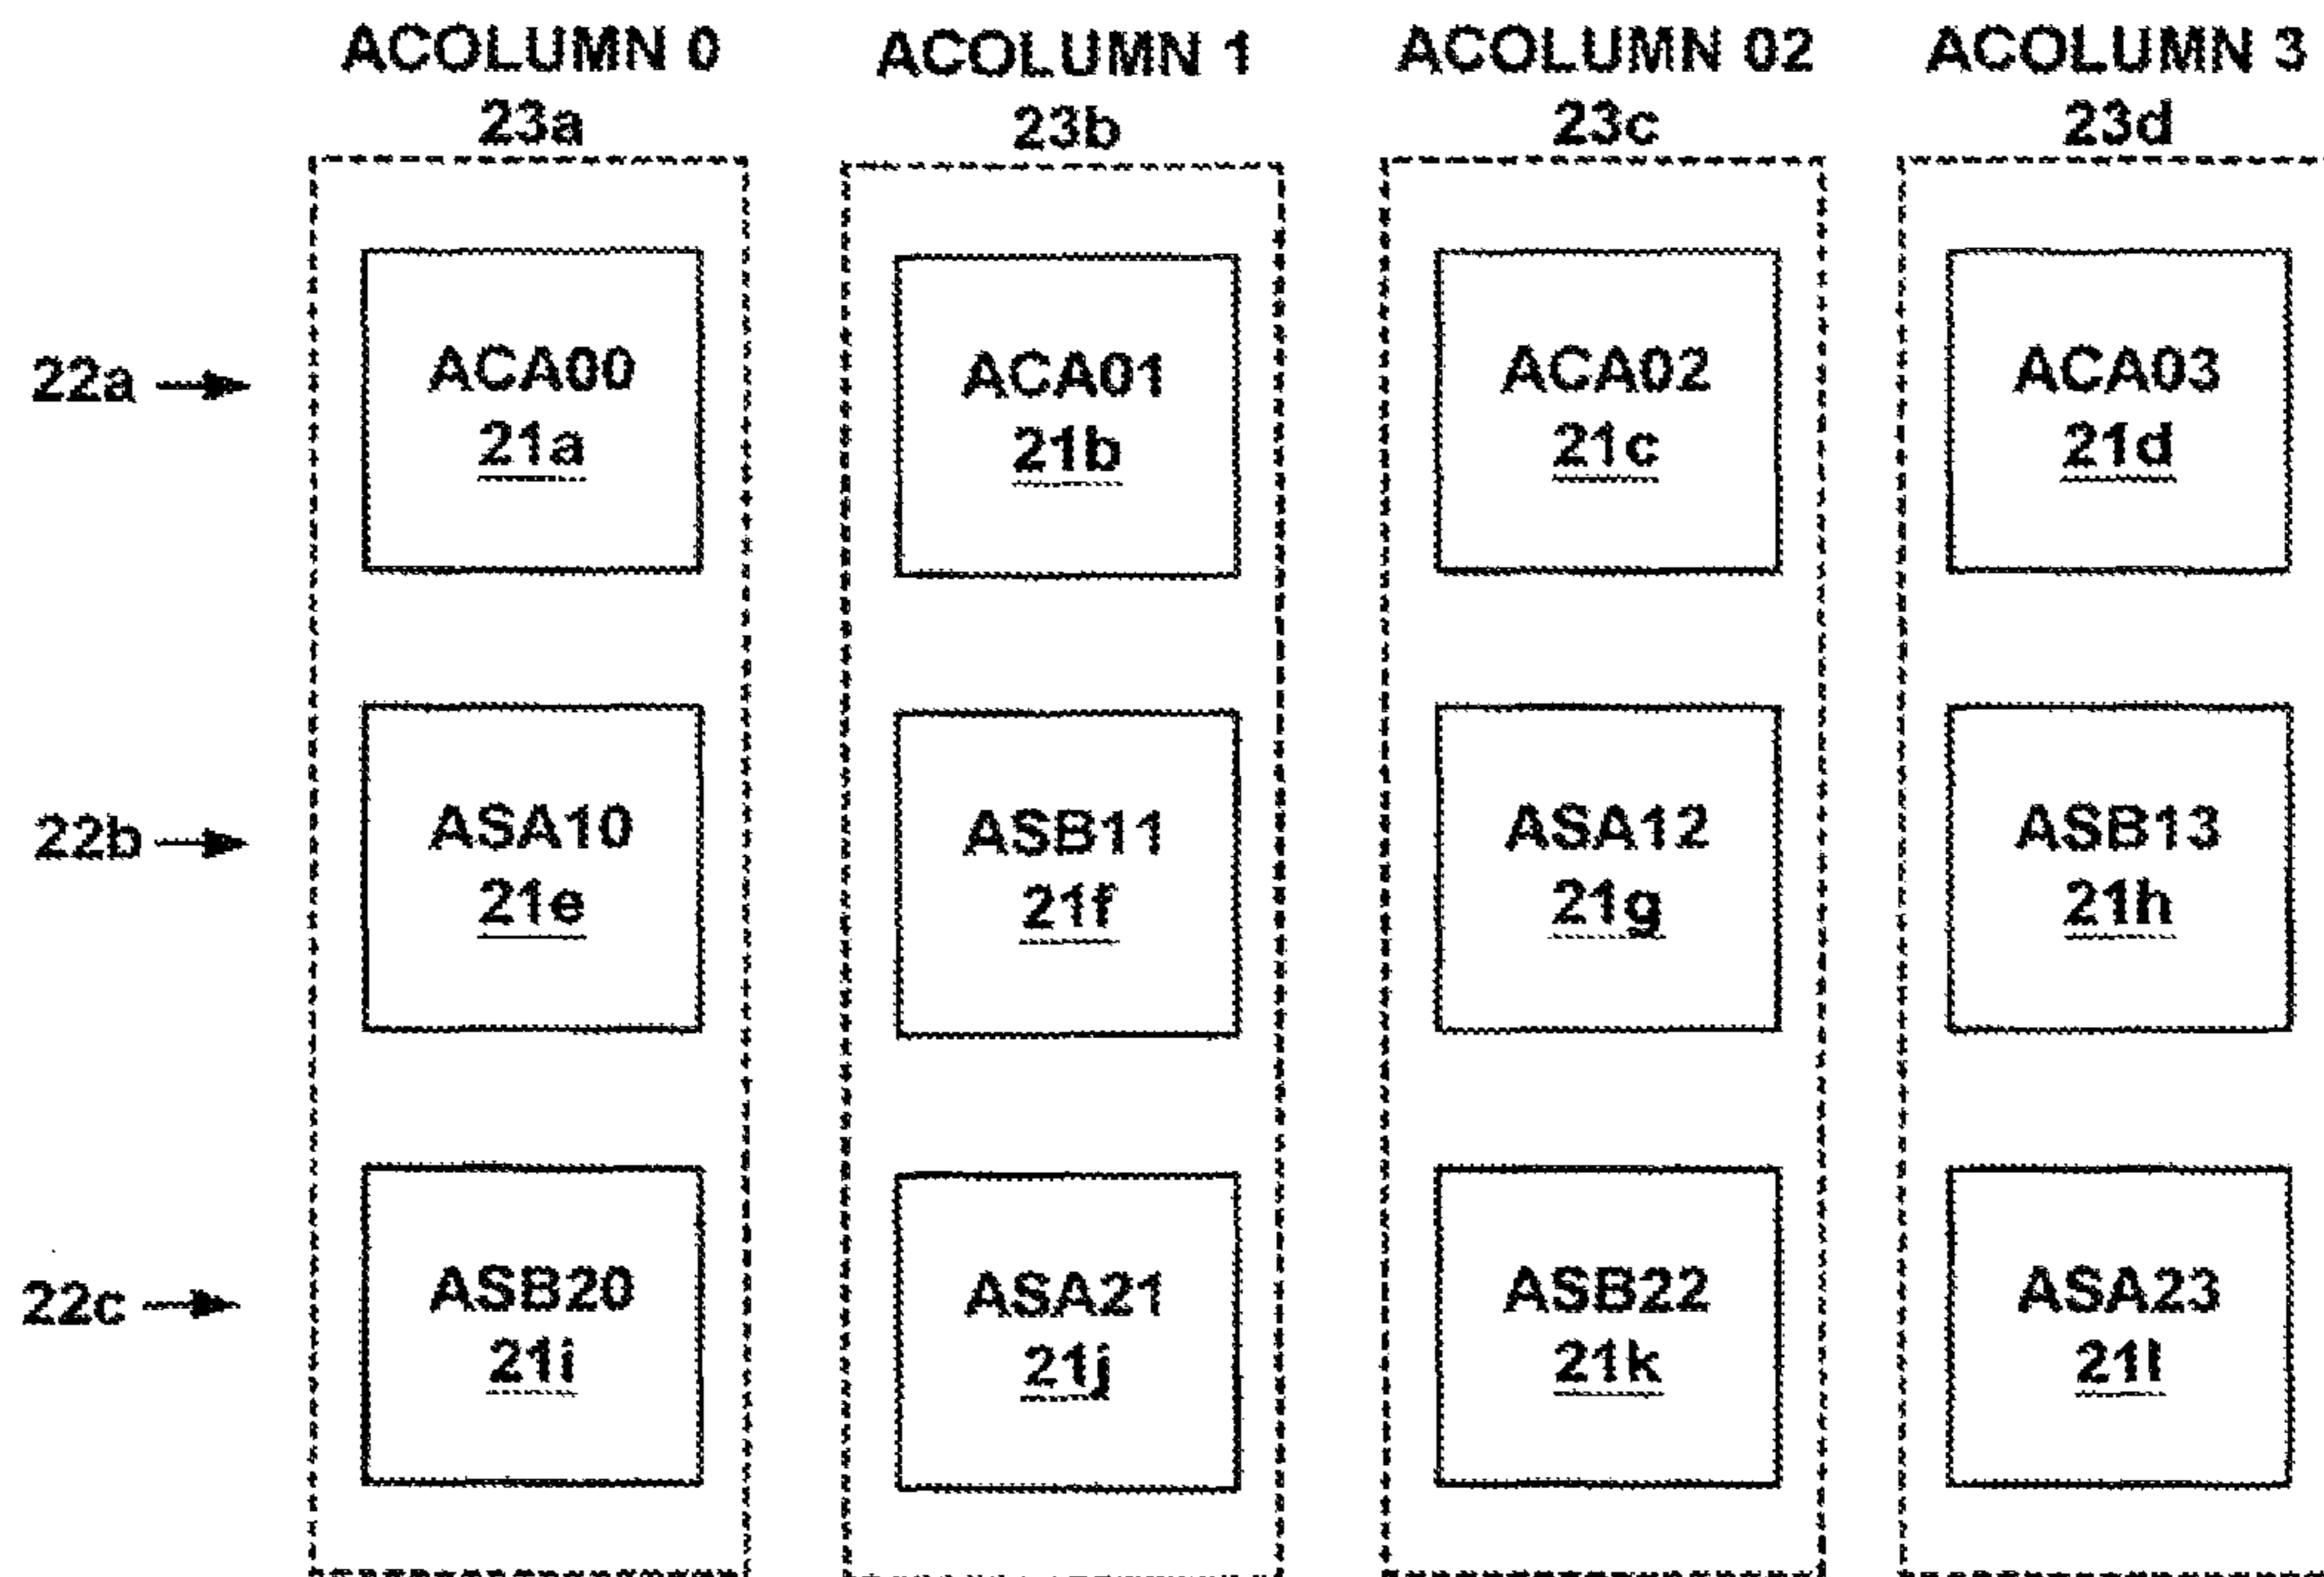 ACOLUMN 0 ACOLUMN 1 ACOLUMN 02 ACOLUMN 3
23a 23b 23c 23d
22a ACA00 ACA01 ACA02 ACA03
21a 21b 21c 21d
22b ASA10 ASB11 ASA12 ASB13
21e 21f 21g 21h
22c ASB20 ASA21 ASB22 ASA23
21i 21j 21k 21l